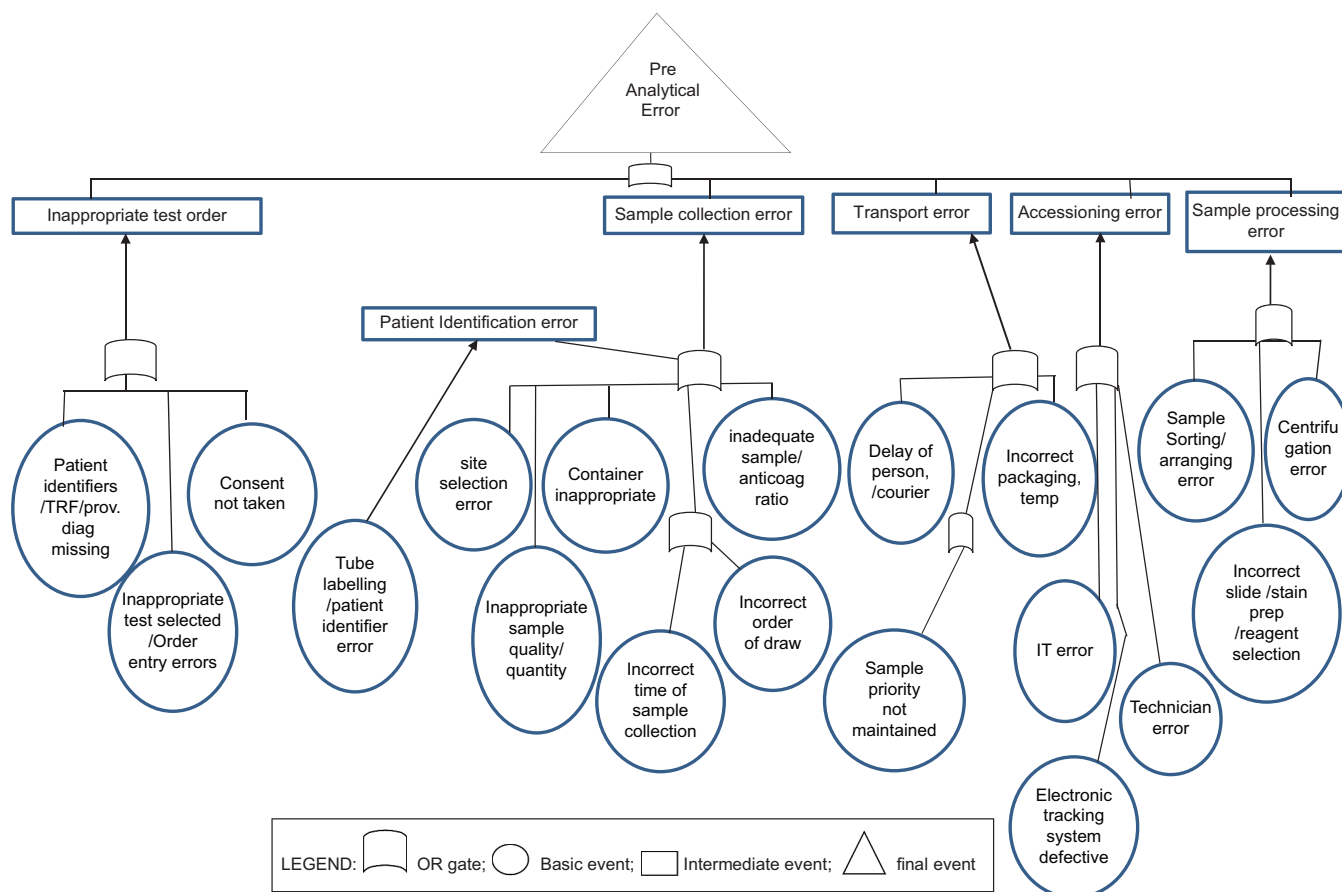 Pre
Analytical
Error
Inappropriate test order
Sample collection error
Transport error
Accessioning error
Sample processing
error
Patient Identification error
Patient
identifiers
/TRF/prov.
diag
missing
Consent
not taken
Inappropriate
test selected
/Order
entry errors
Tube
labelling
/patient
identifier
error
site
selection
error
Inappropriate
sample
quality/
quantity
Container
inappropriate
Incorrect
time of
sample
collection
Incorrect
order
of draw
inadequate
sample/
anticoag
ratio
Delay of
person,
/courier
Sample
priority
not
maintained
Incorrect
packaging,
temp
IT error
Electronic
tracking
system
defective
Technician
error
Sample
Sorting/
arranging
error
Incorrect
slide /stain
prep
/reagent
selection
Centrifu
gation
error
LEGEND: OR gate; Basic event; Intermediate event; final event